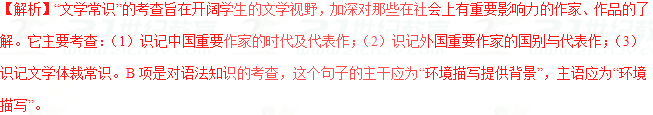 【解析】“文学常识”的考查旨在开阔学生的文学视野，加深对那些在社会上有重要影响力的作家、作品的了
解。它主要考查：（1）识记中国重要作家的时代及代表作；（2）识记外国重要作家的国别与代表作；（3）
识记文学体裁常识。B 项是对语法知识的考查，这个句子的主干应为“环境描写提供背景”，主语应为“环境
描写”。